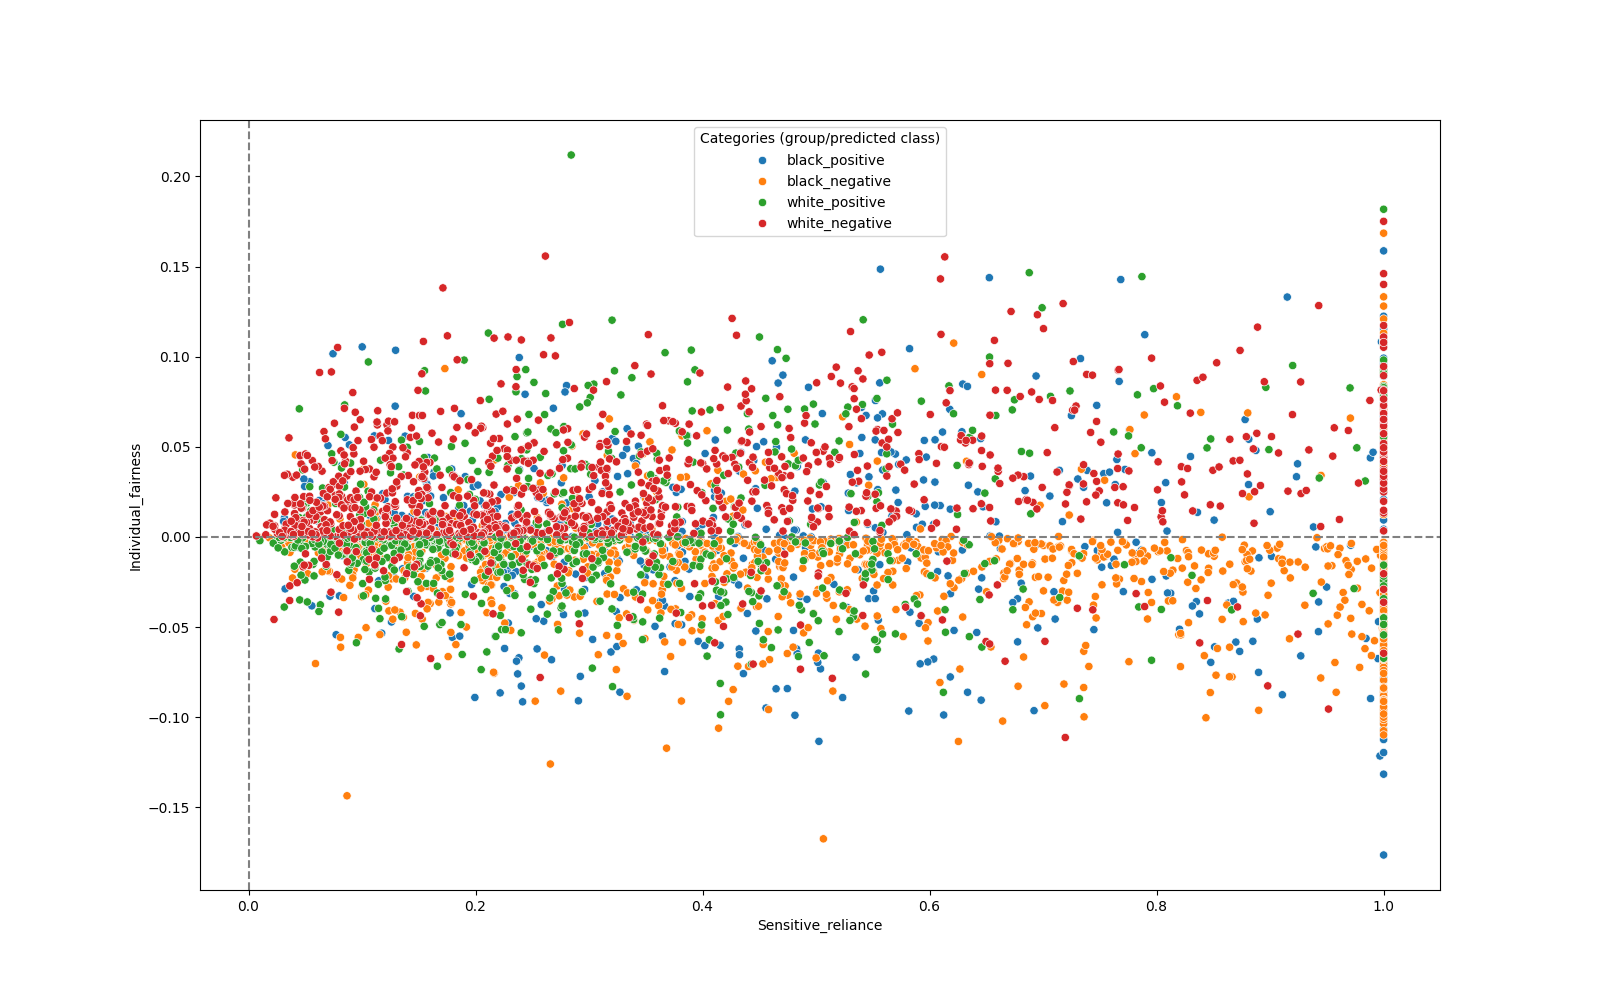 Categories (group/predicted class)
black_positive
black_negative
white_positive
white_negative
0.20
0.15
0.10
0.05
0.00
−0.05
−0.10
−0.15
Individual_fairness
0.0 0.2 0.4 0.6 0.8 1.0
Sensitive_reliance